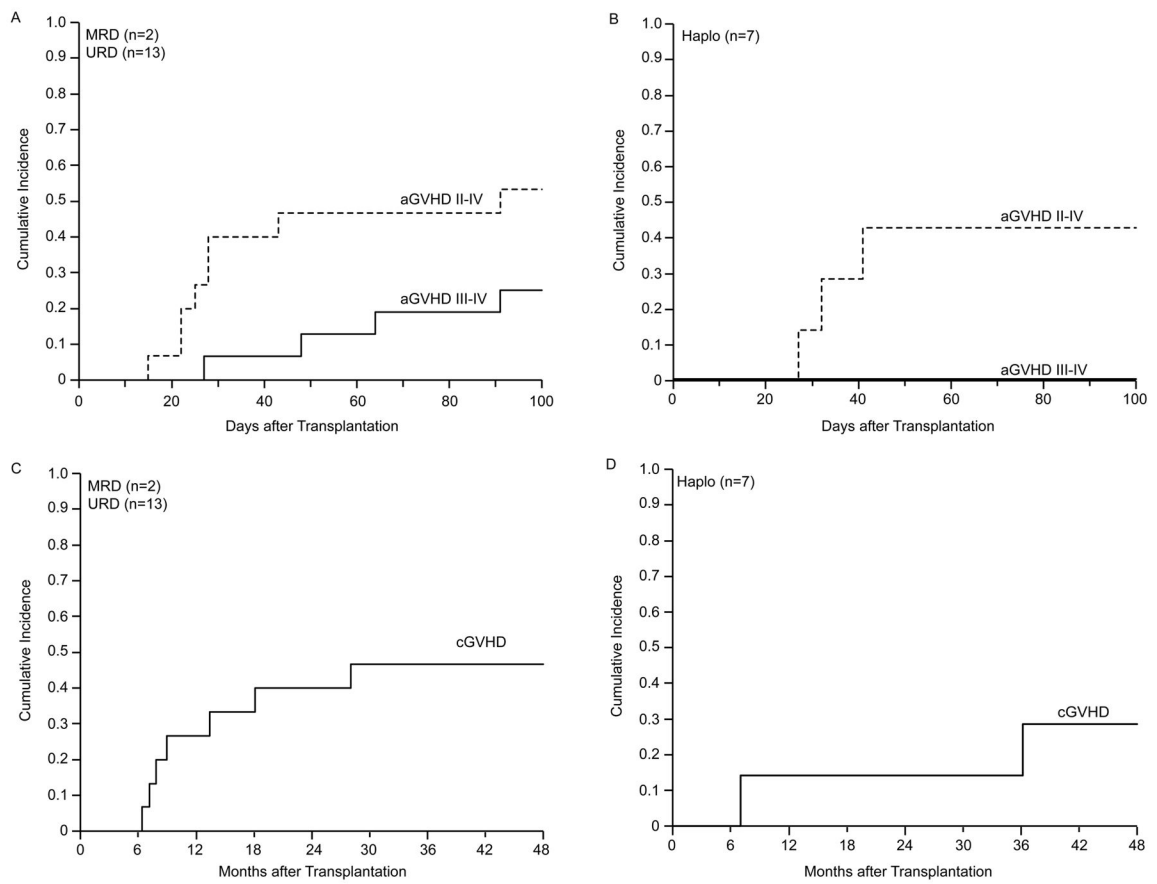 A
MRD (n=2)
URD (n=13)
Cumulative Incidence
1.0
0.9
0.8
0.7
0.6
0.5
0.4
0.3
0.2
0.1
0
aGVHD II-IV
aGVHD III-IV
0 20 40 60 80 100
Days after Transplantation
B
Haplo (n=7)
Cumulative Incidence
1.0
0.9
0.8
0.7
0.6
0.5
0.4
0.3
0.2
0.1
0
aGVHD II-IV
aGVHD III-IV
0 20 40 60 80 100
Days after Transplantation
C
MRD (n=2)
URD (n=13)
Cumulative Incidence
1.0
0.9
0.8
0.7
0.6
0.5
0.4
0.3
0.2
0.1
0
cGVHD
0 6 12 18 24 30 36 42 48
Months after Transplantation
D
Haplo (n=7)
Cumulative Incidence
1.0
0.9
0.8
0.7
0.6
0.5
0.4
0.3
0.2
0.1
0
cGVHD
0 6 12 18 24 30 36 42 48
Months after Transplantation